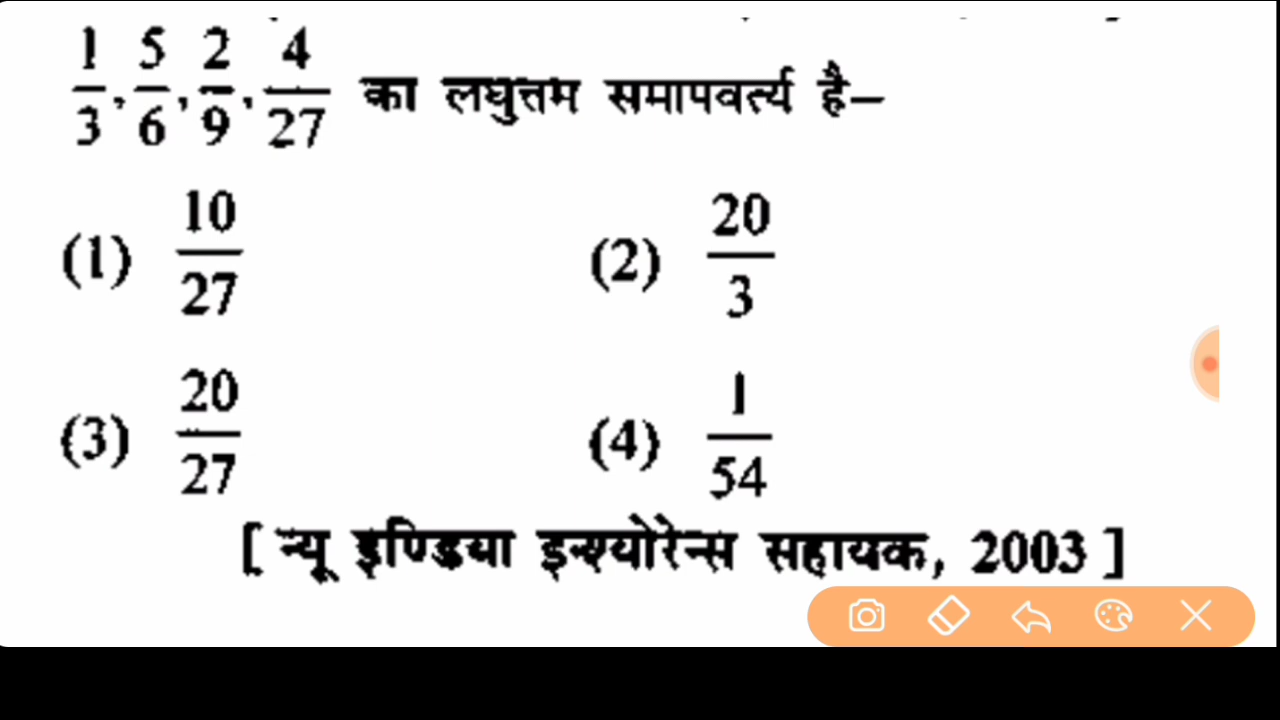 1/3, 5/6, 2/9, 4/27 का लघुत्तम समापवर्त्य है–
(1) 10/27 (2) 20/3
(3) 20/27 (4) 1/54
[ न्यू इण्डिया इन्श्योरेन्स सहायक, 2003 ]